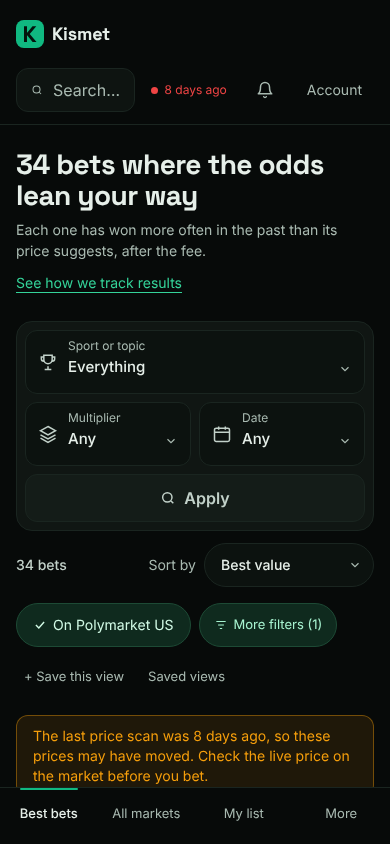 Kismet
Search...
8 days ago
Account
34 bets where the odds
lean your way
Each one has won more often in the past than its
price suggests, after the fee.
See how we track results
Sport or topic
Everything
Multiplier
Any
Date
Any
Apply
34 bets
Sort by
Best value
On Polymarket US
More filters (1)
+ Save this view
Saved views
The last price scan was 8 days ago, so these
prices may have moved. Check the live price on
the market before you bet.
Best bets
All markets
My list
More